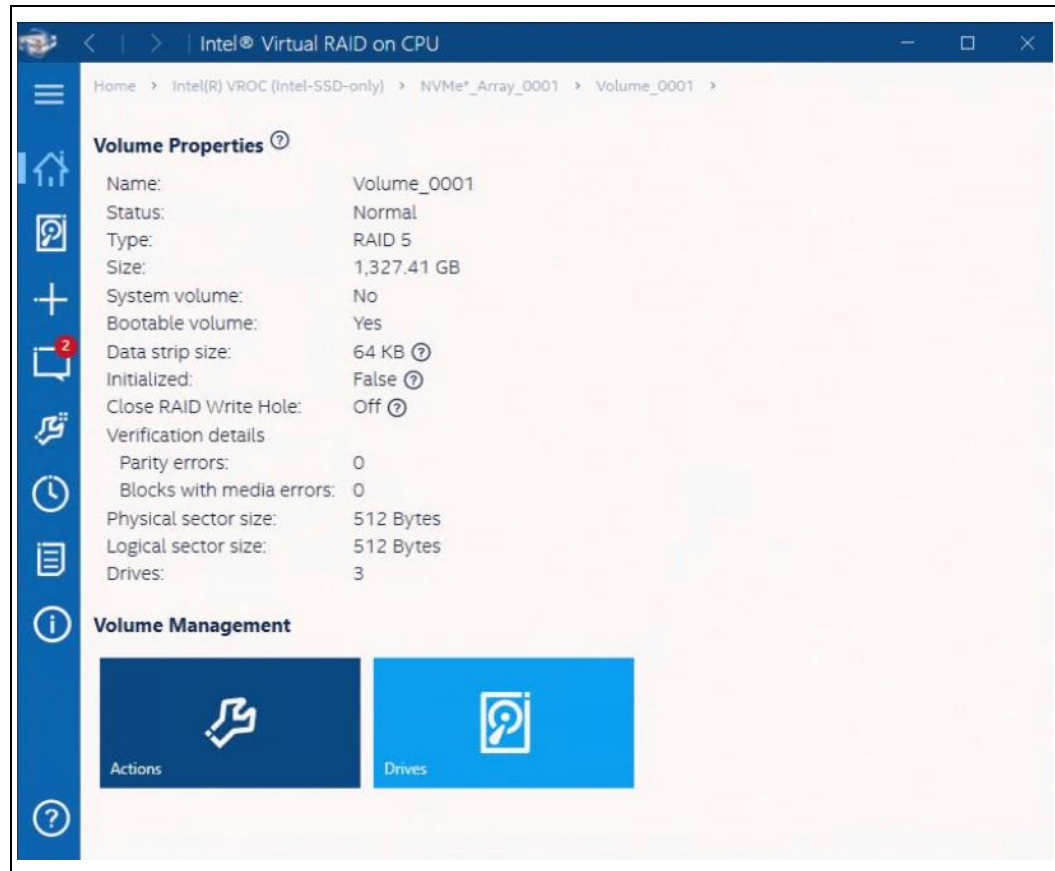 Intel® Virtual RAID on CPU
Home > Intel(R) VROC (Intel-SSD-only) > NVMe*_Array_0001 > Volume_0001 >
Volume Properties ?
Name: Volume_0001
Status: Normal
Type: RAID 5
Size: 1,327.41 GB
System volume: No
Bootable volume: Yes
Data strip size: 64 KB ?
Initialized: False ?
Close RAID Write Hole: Off ?
Verification details
Parity errors: 0
Blocks with media errors: 0
Physical sector size: 512 Bytes
Logical sector size: 512 Bytes
Drives: 3
2
Volume Management
Actions
Drives